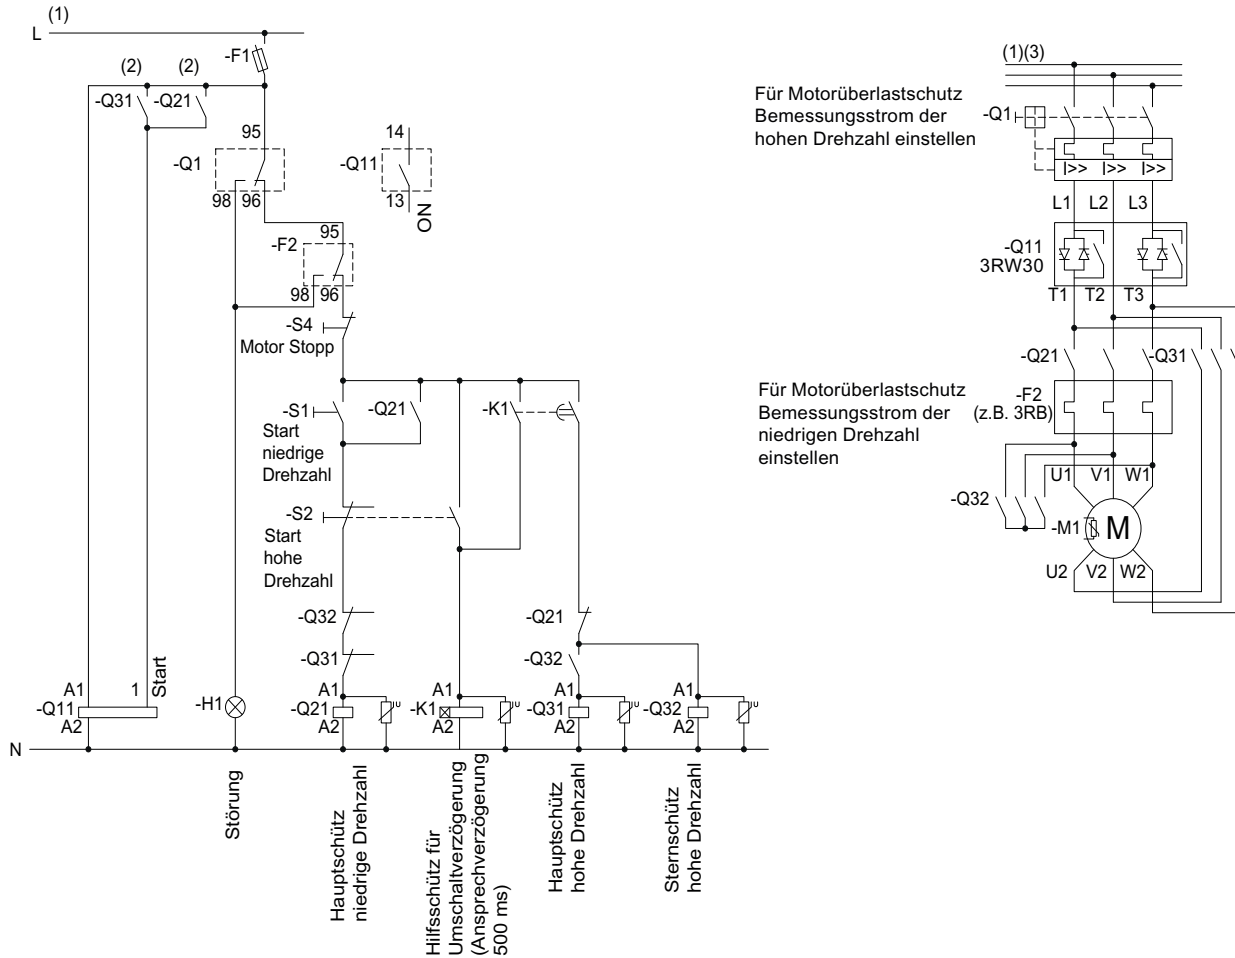 (1)
L
-F1
(2)
(2)
-Q31
-Q21
95
-Q1
98
96
14
-Q11
13
ON
95
-F2
98
96
-S4
Motor Stopp
-S1
Start
niedrige
Drehzahl
-Q21
-K1
-S2
Start
hohe
Drehzahl
-Q32
-Q31
-Q21
-Q32
A1
1
Start
-Q11
A2
-H1
A1
-Q21
A2
U
A1
-K1
A2
U
A1
-Q31
A2
U
A1
-Q32
A2
U
N
Störung
Hauptschütz
niedrige Drehzahl
Hilfsschütz für
Umschaltverzögerung
(Ansprechverzögerung
500 ms)
Hauptschütz
hohe Drehzahl
Sternschütz
hohe Drehzahl
(1)(3)
Für Motorüberlastschutz
Bemessungsstrom der
hohen Drehzahl einstellen
-Q1
I>>
I>>
I>>
L1
L2
L3
-Q11
3RW30
T1
T2
T3
-Q21
-Q31
Für Motorüberlastschutz
Bemessungsstrom der
niedrigen Drehzahl
einstellen
-F2
(z.B. 3RB)
U1
V1
W1
-Q32
-M1
M
U2
V2
W2